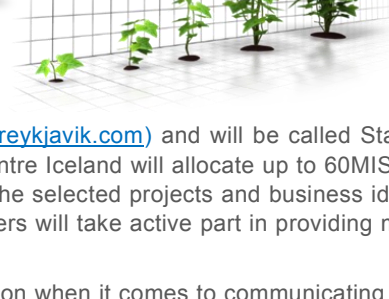 reykjavik.com) and will be called Sta
ntre Iceland will allocate up to 60MIS
he selected projects and business id
ers will take active part in providing
on when it comes to communicating